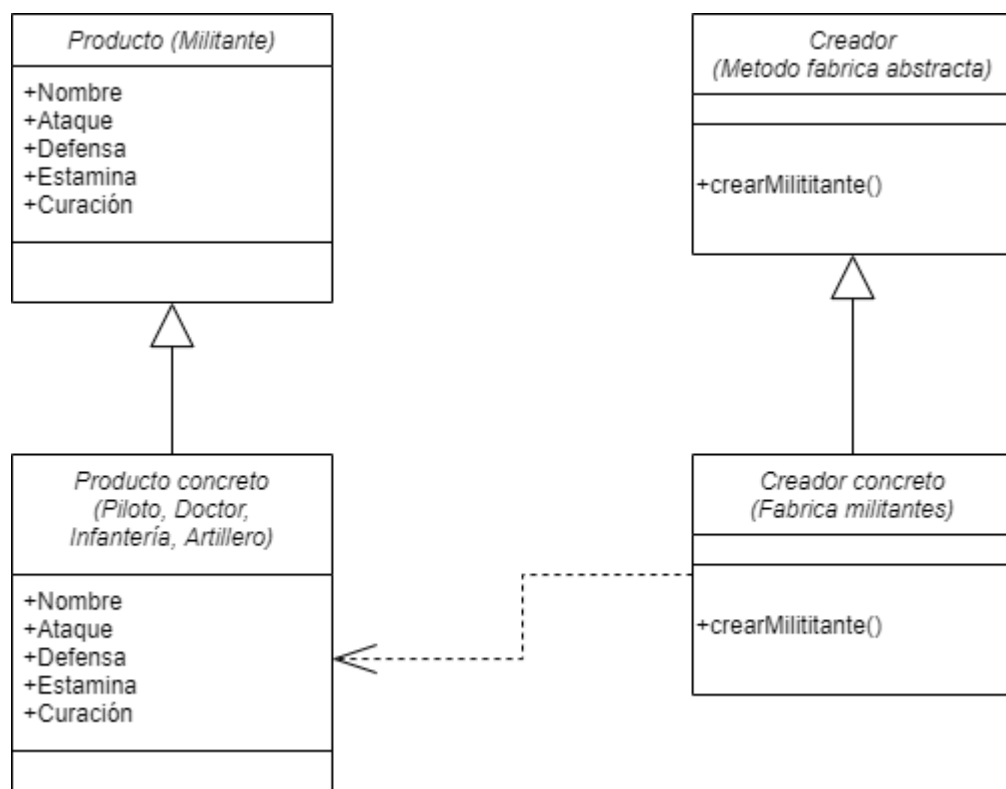 Producto (Militante)
+Nombre
+Ataque
+Defensa
+Estamina
+Curación
Creador
(Metodo fabrica abstracta)
+crearMilititante()
Producto concreto
(Piloto, Doctor,
Infantería, Artillero)
+Nombre
+Ataque
+Defensa
+Estamina
+Curación
Creador concreto
(Fabrica militantes)
+crearMilititante()